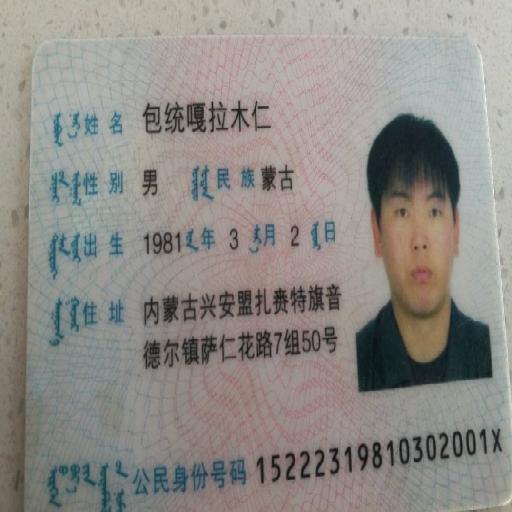 姓名 包统嘎拉木仁
性别 男 民族 蒙古
出生 1981 年 3 月 2 日
住址 内蒙古兴安盟扎赉特旗音
德尔镇萨仁花路7组50号
公民身份号码 15222319810302001X